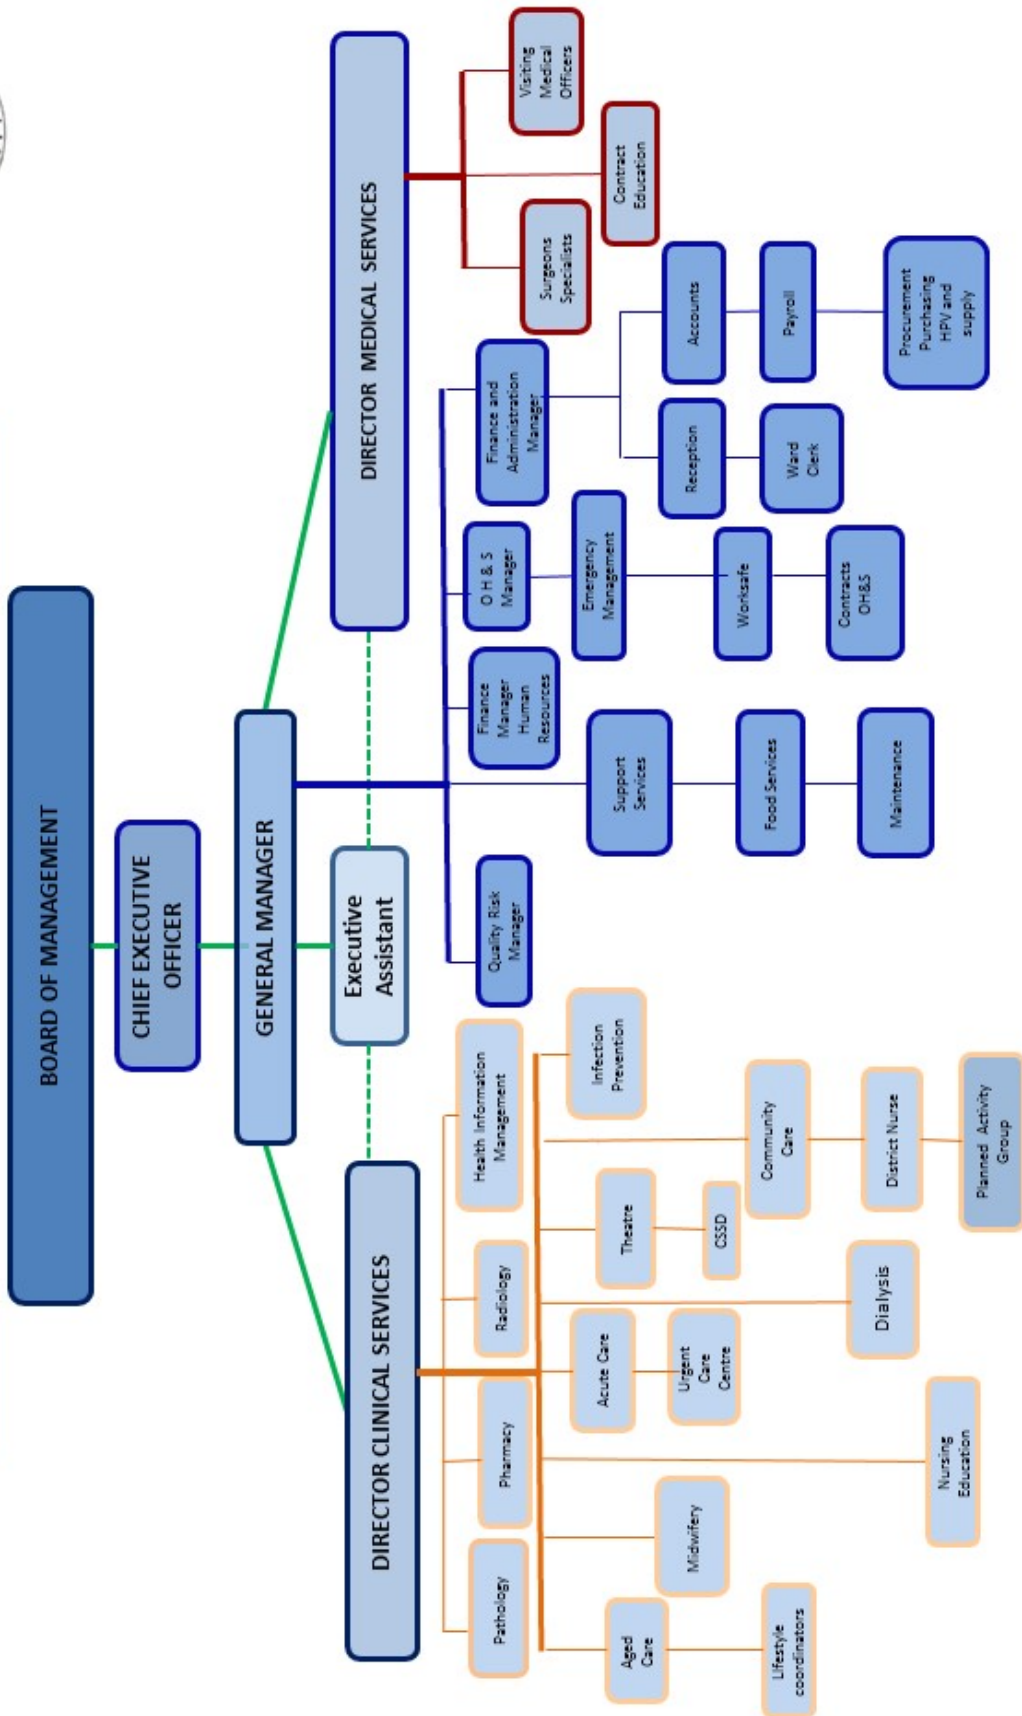 BOARD OF MANAGEMENT
CHIEF EXECUTIVE
OFFICER
GENERAL MANAGER
Executive
Assistant
DIRECTOR CLINICAL SERVICES
DIRECTOR MEDICAL SERVICES
Pathology
Pharmacy
Radiology
Health Information
Management
Aged
Care
Lifestyle
coordinators
Midwifery
Nursing
Education
Acute Care
Urgent
Care
Centre
Dialysis
Theatre
CSSD
Community
Care
District Nurse
Planned Activity
Group
Infection
Prevention
Quality Risk
Manager
Support
Services
Food Services
Maintenance
Finance
Manager
Human
Resources
O H & S
Manager
Emergency
Management
Worksafe
Contracts
OH&S
Finance and
Administration
Manager
Reception
Ward
Clerk
Accounts
Payroll
Procurement
Purchasing
HPV and
supply
Surgeons
Specialists
Contract
Education
Visiting
Medical
Officers